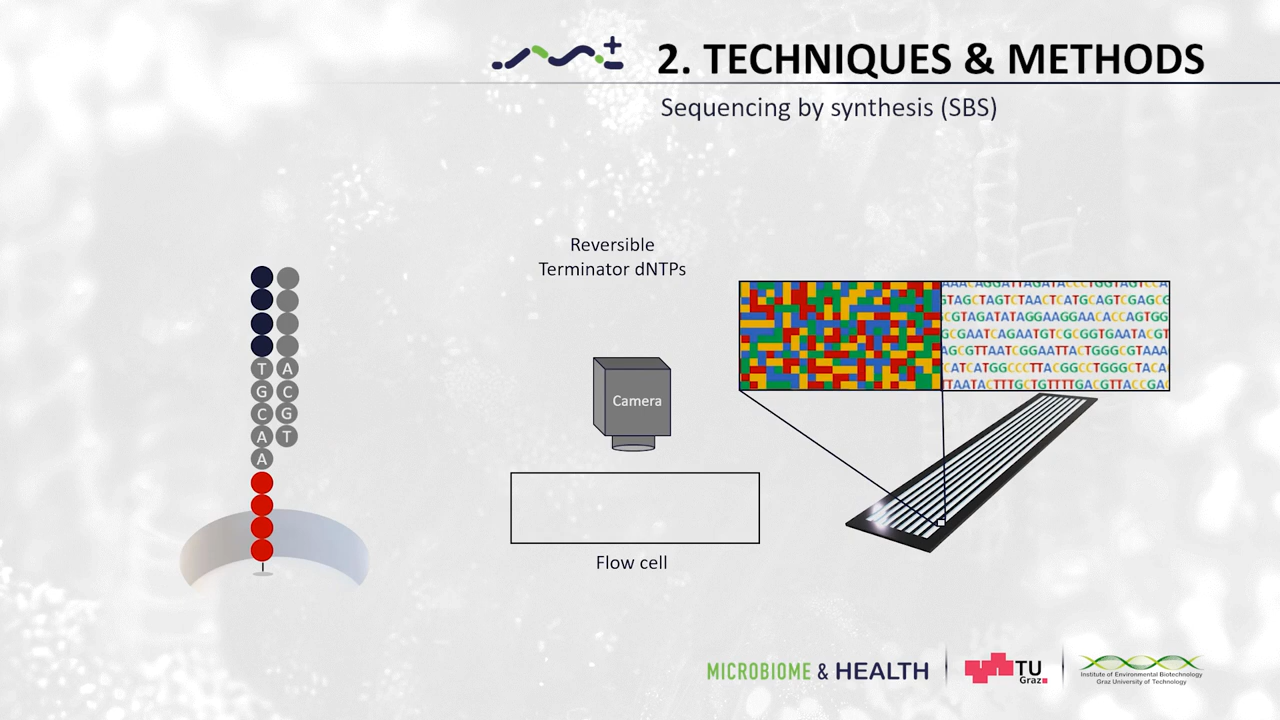 2. TECHNIQUES & METHODS
Sequencing by synthesis (SBS)
Reversible
Terminator dNTPs
T A
G C
C G
A T
A
Camera
Flow cell
AAACAGGATTAGATACCCTGGTAGTCCA
GTAGCTAGTCTAACTCATGCAGTCGAGCG
CGTAGATATAGGAAGGAACACCAGTGG
GCGAATCAGAATGTCGCGGTGAATACGT
AGCGTTAATCGGAATTACTGGGCGTAAA
CATCATGGCCCTTACGGCCTGGGCTACA
TTAATACTTTGCTGTTTTGACGTTACCGAC
MICROBIOME & HEALTH
TU
Graz
Institute of Environmental Biotechnology
Graz University of Technology